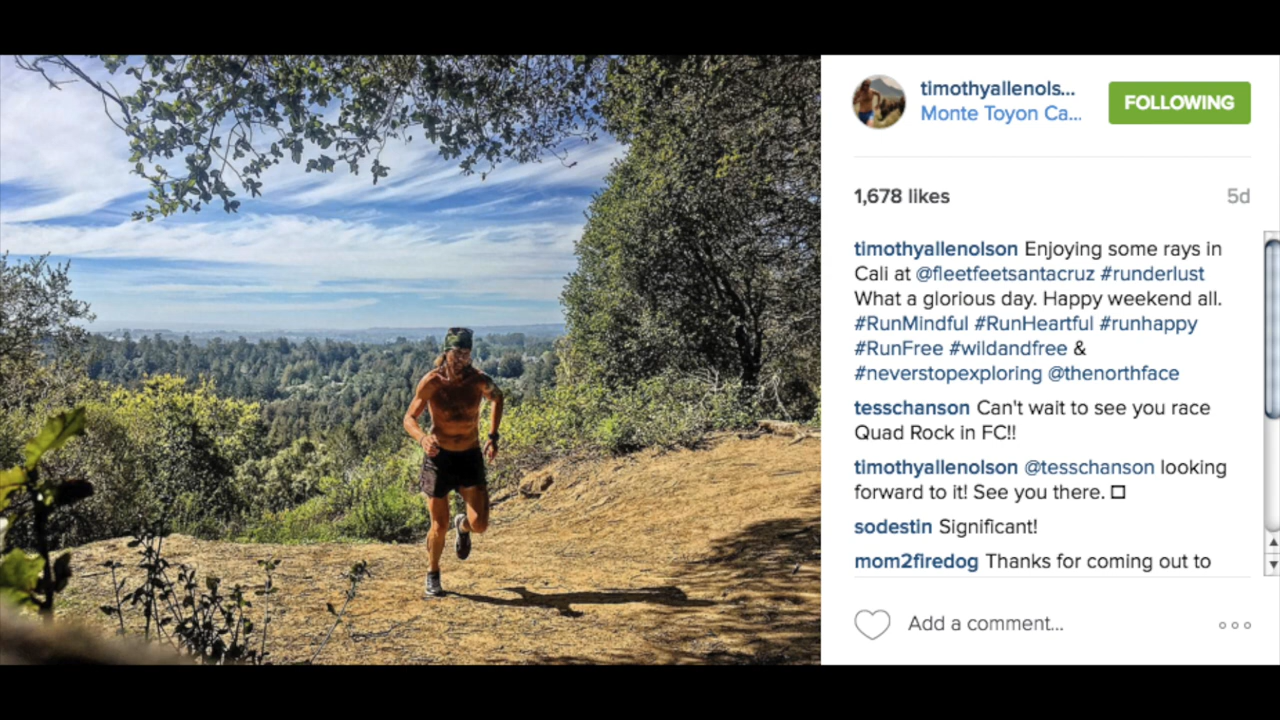 timothyallenols...
Monte Toyon Ca...
FOLLOWING
1,678 likes
5d
timothyallenolson Enjoying some rays in
Cali at @fleetfeetsantacruz #runderlust
What a glorious day. Happy weekend all.
#RunMindful #RunHeartful #runhappy
#RunFree #wildandfree &
#neverstopexploring @thenorthface
tesschanson Can't wait to see you race
Quad Rock in FC!!
timothyallenolson @tesschanson looking
forward to it! See you there. □
sodestin Significant!
mom2firedog Thanks for coming out to
Add a comment...